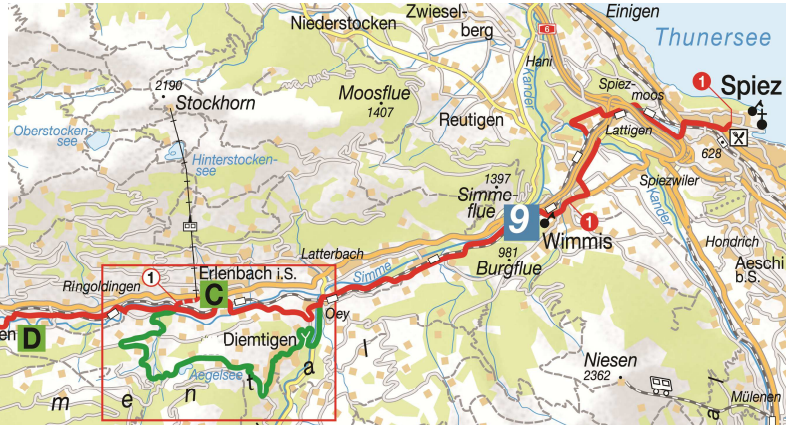 Einigen
Zwiesel-
berg
Niederstocken
6
Thunersee
Hani
Kander
Spiez-
moos
1
Spiez
2190
Stockhorn
Moosflue
1407
Reutigen
Lattigen
Oberstocken-
see
Hinterstocken-
see
628
1397
Simme-
flue
Spiezwiler
Kander
9
1
Wimmis
Hondrich
Latterbach
Simme
981
Burgflue
Aeschi
b.S.
Ringoldingen
1
Erlenbach i.S.
C
Oey
en
D
Diemtigen
Aegelsee
Niesen
2362
Mülenen
m e n t a l
a l